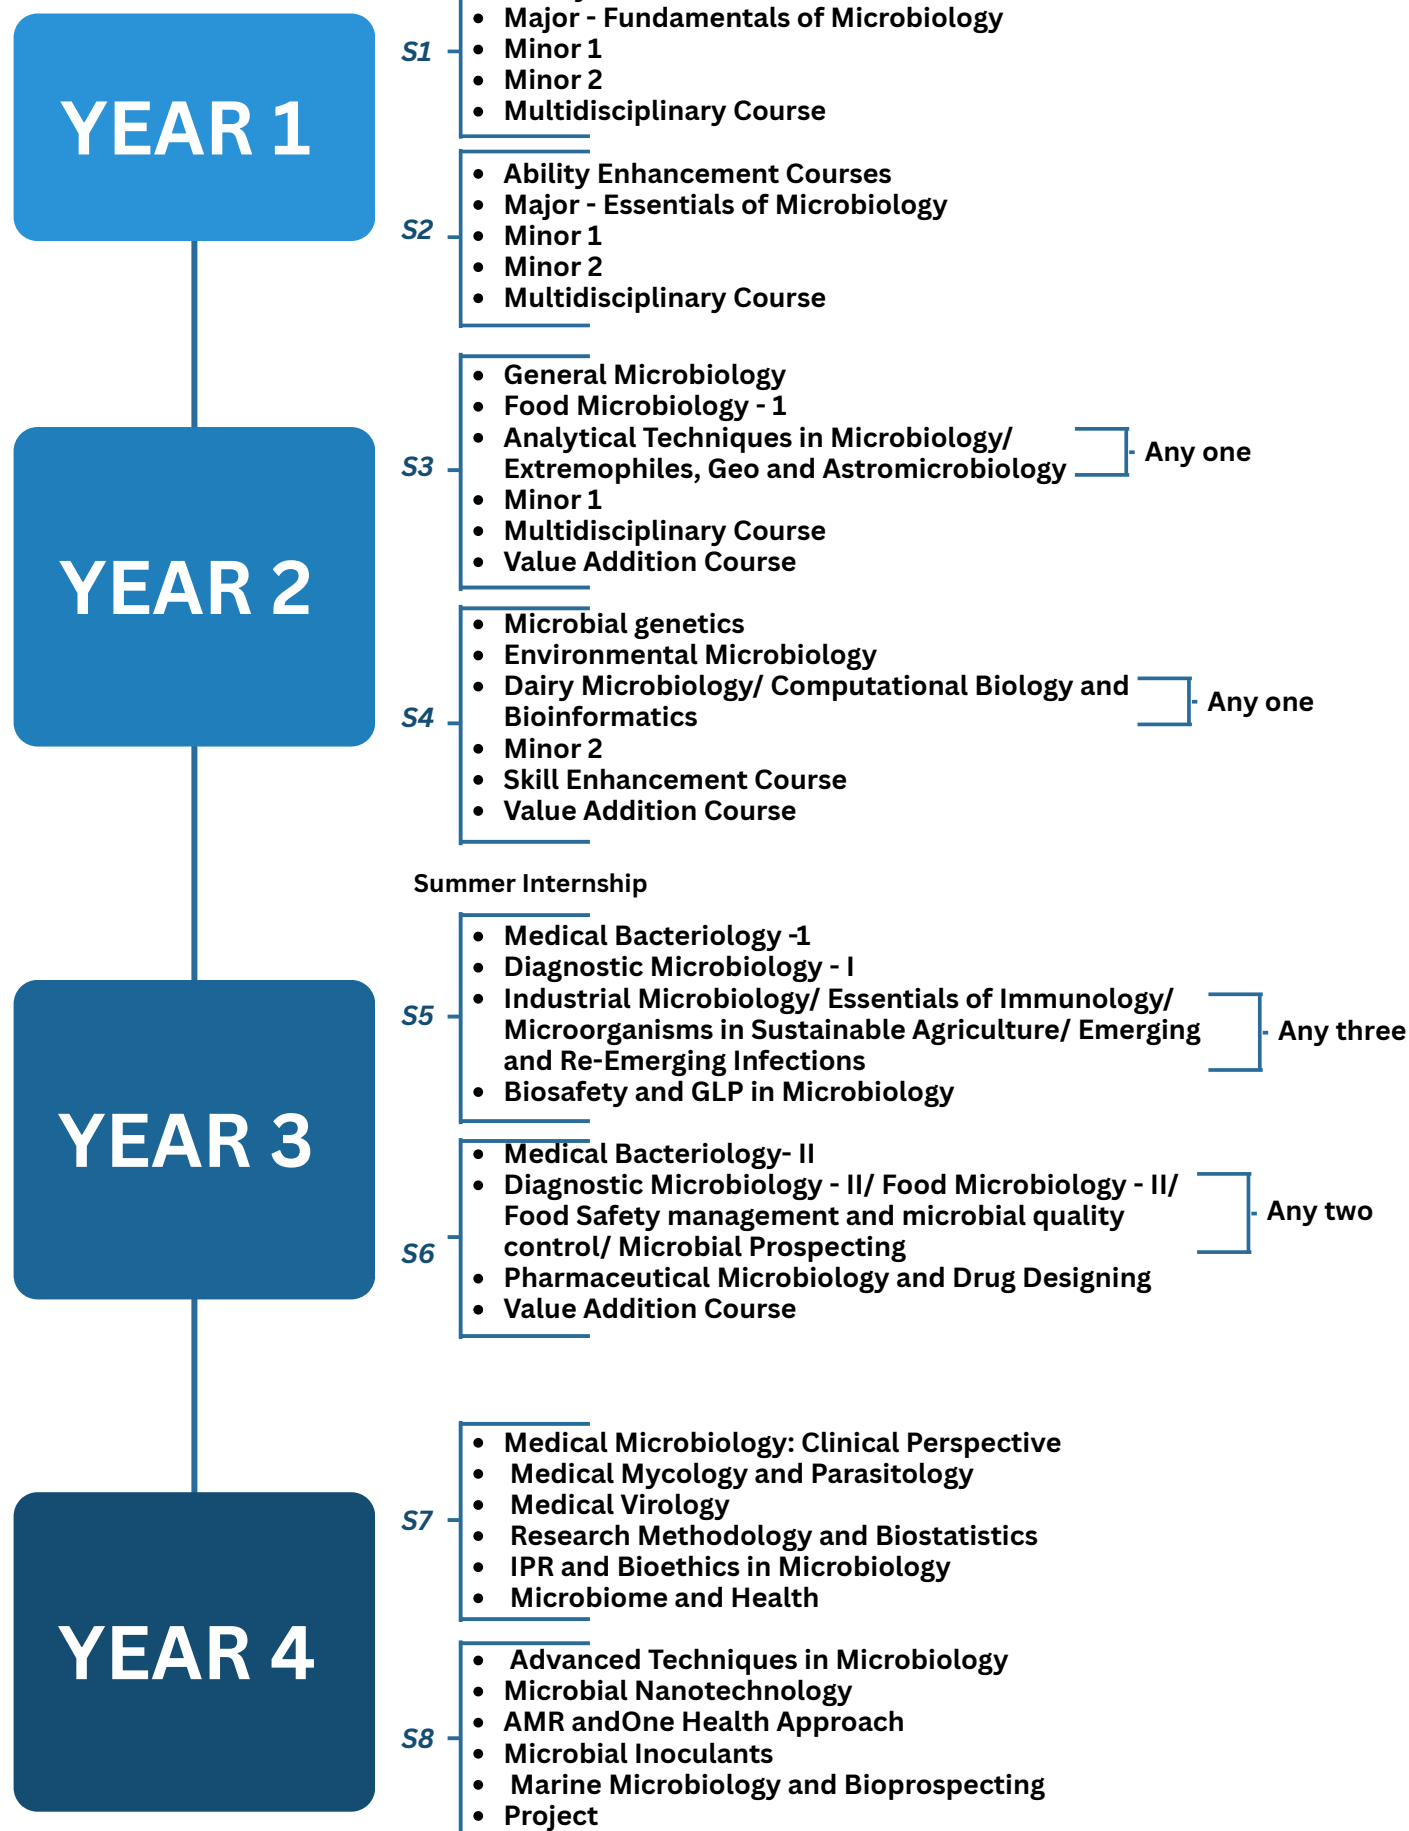 YEAR 1
S1
• Major - Fundamentals of Microbiology
• Minor 1
• Minor 2
• Multidisciplinary Course
S2
• Ability Enhancement Courses
• Major - Essentials of Microbiology
• Minor 1
• Minor 2
• Multidisciplinary Course
YEAR 2
S3
• General Microbiology
• Food Microbiology - 1
• Analytical Techniques in Microbiology/
Extremophiles, Geo and Astromicrobiology
Any one
• Minor 1
• Multidisciplinary Course
• Value Addition Course
S4
• Microbial genetics
• Environmental Microbiology
• Dairy Microbiology/ Computational Biology and
Bioinformatics
Any one
• Minor 2
• Skill Enhancement Course
• Value Addition Course
Summer Internship
YEAR 3
S5
• Medical Bacteriology -1
• Diagnostic Microbiology - I
• Industrial Microbiology/ Essentials of Immunology/
Microorganisms in Sustainable Agriculture/ Emerging
and Re-Emerging Infections
Any three
• Biosafety and GLP in Microbiology
S6
• Medical Bacteriology- II
• Diagnostic Microbiology - II/ Food Microbiology - II/
Food Safety management and microbial quality
control/ Microbial Prospecting
Any two
• Pharmaceutical Microbiology and Drug Designing
• Value Addition Course
YEAR 4
S7
• Medical Microbiology: Clinical Perspective
• Medical Mycology and Parasitology
• Medical Virology
• Research Methodology and Biostatistics
• IPR and Bioethics in Microbiology
• Microbiome and Health
S8
• Advanced Techniques in Microbiology
• Microbial Nanotechnology
• AMR andOne Health Approach
• Microbial Inoculants
• Marine Microbiology and Bioprospecting
• Project